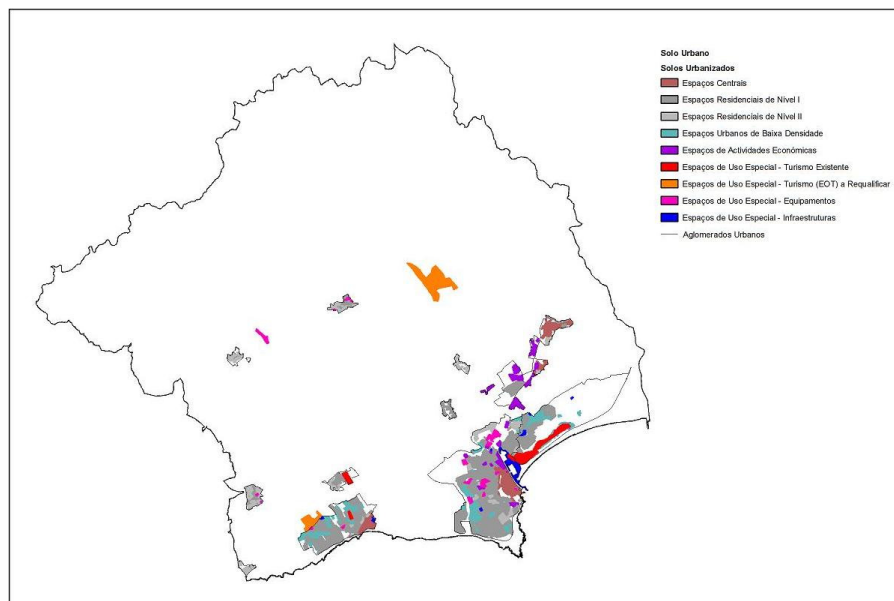 Solo Urbano
Solos Urbanizados
Espaços Centrais
Espaços Residenciais de Nível I
Espaços Residenciais de Nível II
Espaços Urbanos de Baixa Densidade
Espaços de Actividades Económicas
Espaços de Uso Especial - Turismo Existente
Espaços de Uso Especial - Turismo (EOT) a Requalificar
Espaços de Uso Especial - Equipamentos
Espaços de Uso Especial - Infraestruturas
Aglomerados Urbanos